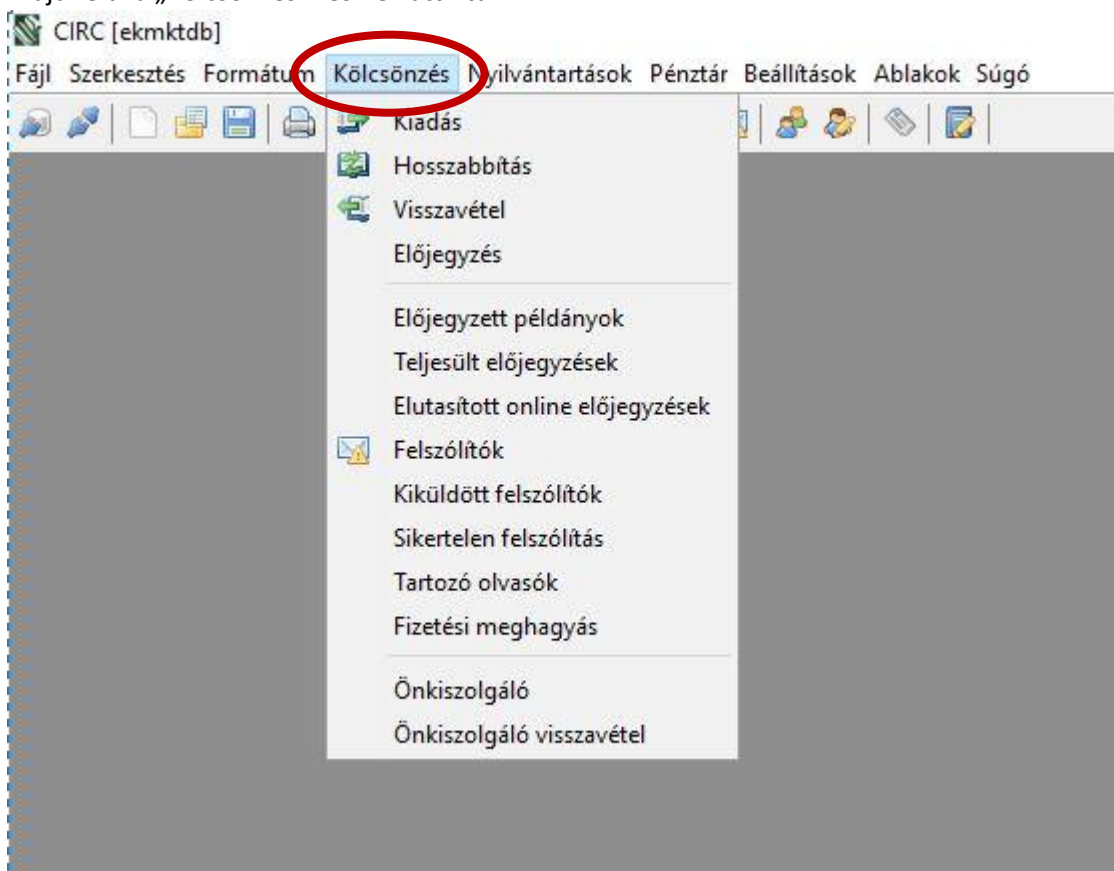 CIRC [ekmktdb]
Fájl Szerkesztés Formátum Kölcsönzés Nyilvántartások Pénztár Beállítások Ablakok Súgó
Kiadás
Hosszabbítás
Visszavétel
Előjegyzés
Előjegyzett példányok
Teljesült előjegyzések
Elutasított online előjegyzések
Felszólítók
Kiküldött felszólítók
Sikertelen felszólítás
Tartozó olvasók
Fizetési meghagyás
Önkiszolgáló
Önkiszolgáló visszavétel